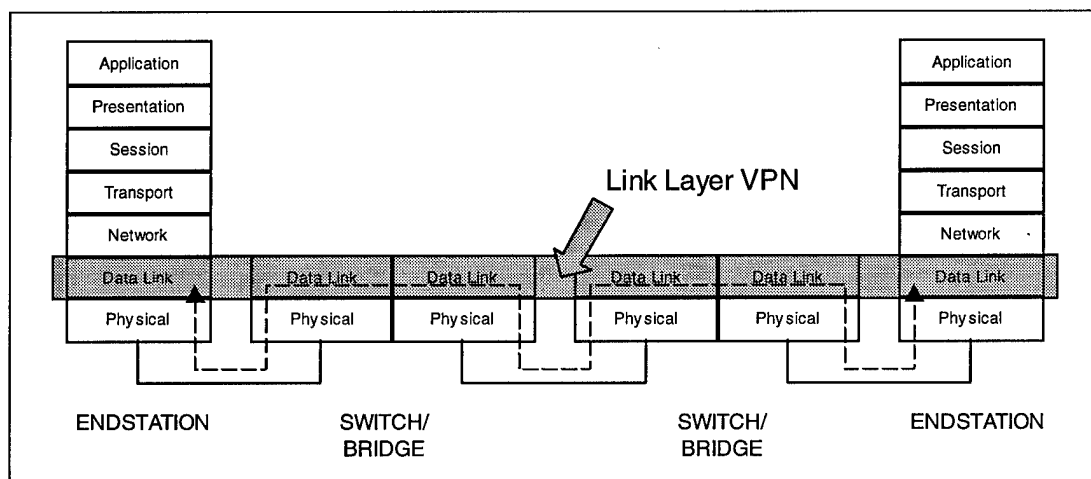 Application
Application
Presentation
Presentation
Session
Session
Link Layer VPN
Transport
Transport
Network
Network
Data Link
Data Link
Data Link
Data Link
Data Link
Data Link
Physical
Physical
Physical
Physical
Physical
Physical
ENDSTATION
SWITCH/
BRIDGE
SWITCH/
BRIDGE
ENDSTATION